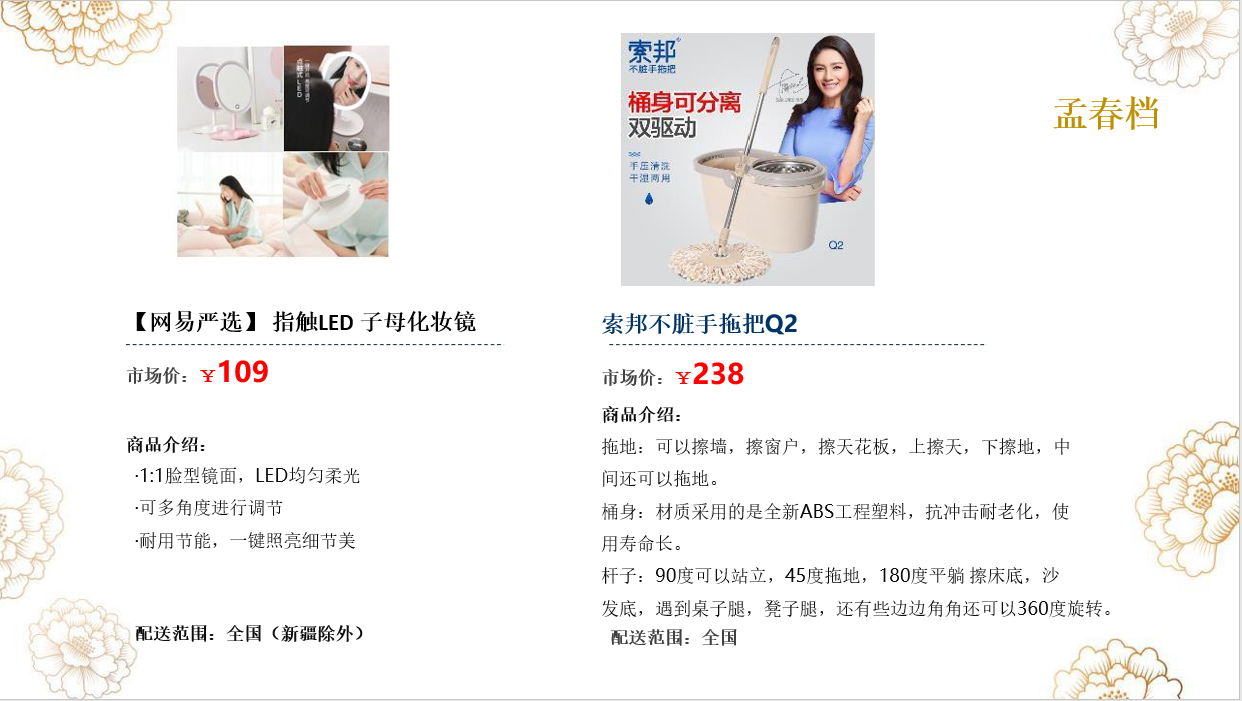 孟春档
点触式LED
索邦
不脏手拖把
桶身可分离
双驱动
手压清洗
干湿两用
Q2
【网易严选】 指触LED 子母化妆镜
市场价：￥109
商品介绍：
·1:1脸型镜面，LED均匀柔光
·可多角度进行调节
·耐用节能，一键照亮细节美
配送范围：全国（新疆除外）
索邦不脏手拖把Q2
市场价：￥238
商品介绍：
拖地：可以擦墙，擦窗户，擦天花板，上擦天，下擦地，中
间还可以拖地。
桶身：材质采用的是全新ABS工程塑料，抗冲击耐老化，使
用寿命长。
杆子：90度可以站立，45度拖地，180度平躺 擦床底，沙
发底，遇到桌子腿，凳子腿，还有些边边角角还可以360度旋转。
配送范围：全国